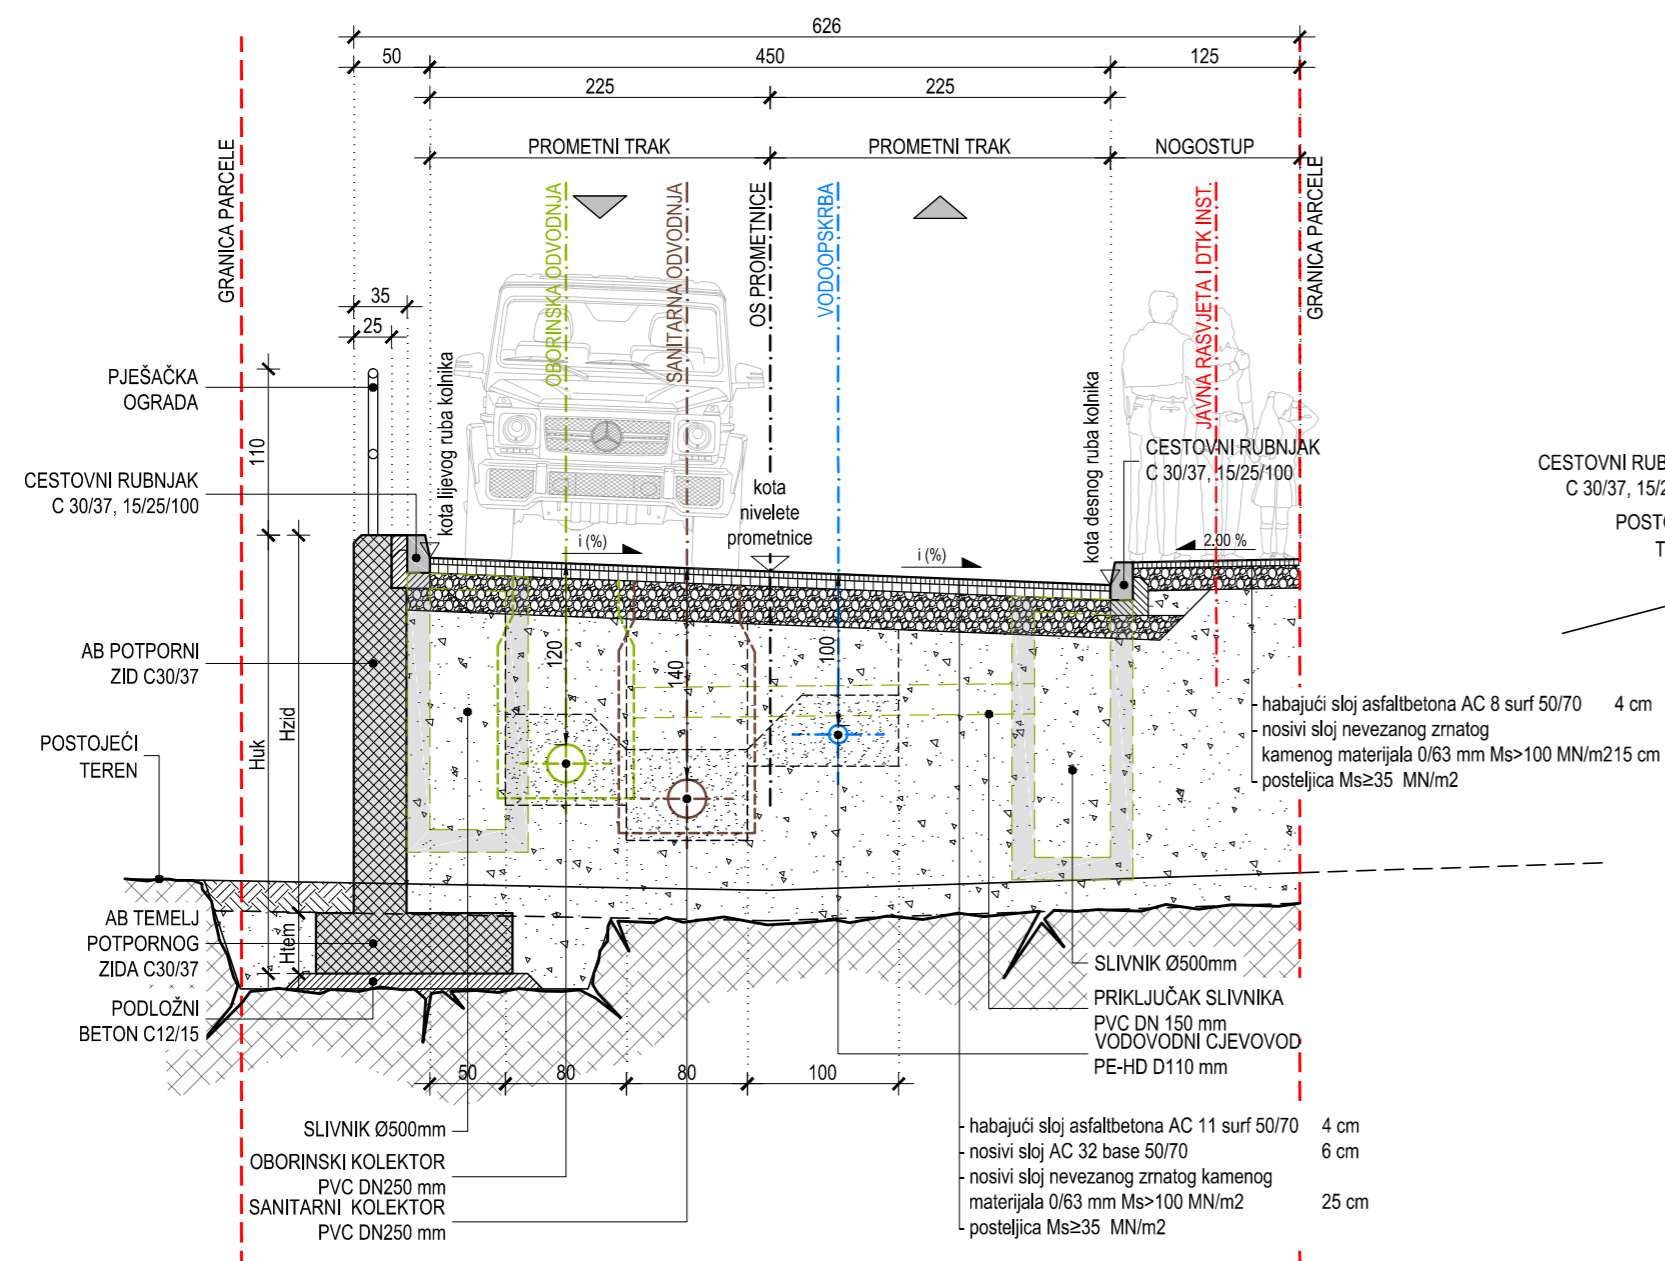 626
50
450
125
225
225
PROMETNI TRAK
PROMETNI TRAK
NOGOSTUP
GRANICA PARCELE
OBORINSKA ODVODNJA
SANITARNA ODVODNJA
OS PROMETNICE
VODOOPSKRBA
JAVNA RASVJETA I DTK INST.
GRANICA PARCELE
35
25
PJEŠAČKA
OGRADA
110
kota lijevog ruba kolnika
kota desnog ruba kolnika
CESTOVNI RUBNJAK
C 30/37, 15/25/100
CESTOVNI RUBNJAK
C 30/37, 15/25/100
CESTOVNI RUB
C 30/37, 15/2
POSTO
T
kota
nivelete
prometnice
i (%)
i (%)
2.00 %
AB POTPORNI
ZID C30/37
Huk
Hzid
120
140
100
POSTOJEĆI
TEREN
- habajući sloj asfaltbetona AC 8 surf 50/70 4 cm
- nosivi sloj nevezanog zrnatog
kamenog materijala 0/63 mm Ms>100 MN/m215 cm
- posteljica Ms≥35 MN/m2
AB TEMELJ
POTPORNOG
ZIDA C30/37
Htem
PODLOŽNI
BETON C12/15
SLIVNIK Ø500mm
PRIKLJUČAK SLIVNIKA
PVC DN 150 mm
VODOVODNI CJEVOVOD
PE-HD D110 mm
50
80
80
100
SLIVNIK Ø500mm
OBORINSKI KOLEKTOR
PVC DN250 mm
SANITARNI KOLEKTOR
PVC DN250 mm
- habajući sloj asfaltbetona AC 11 surf 50/70 4 cm
- nosivi sloj AC 32 base 50/70 6 cm
- nosivi sloj nevezanog zrnatog kamenog
materijala 0/63 mm Ms>100 MN/m2 25 cm
- posteljica Ms≥35 MN/m2